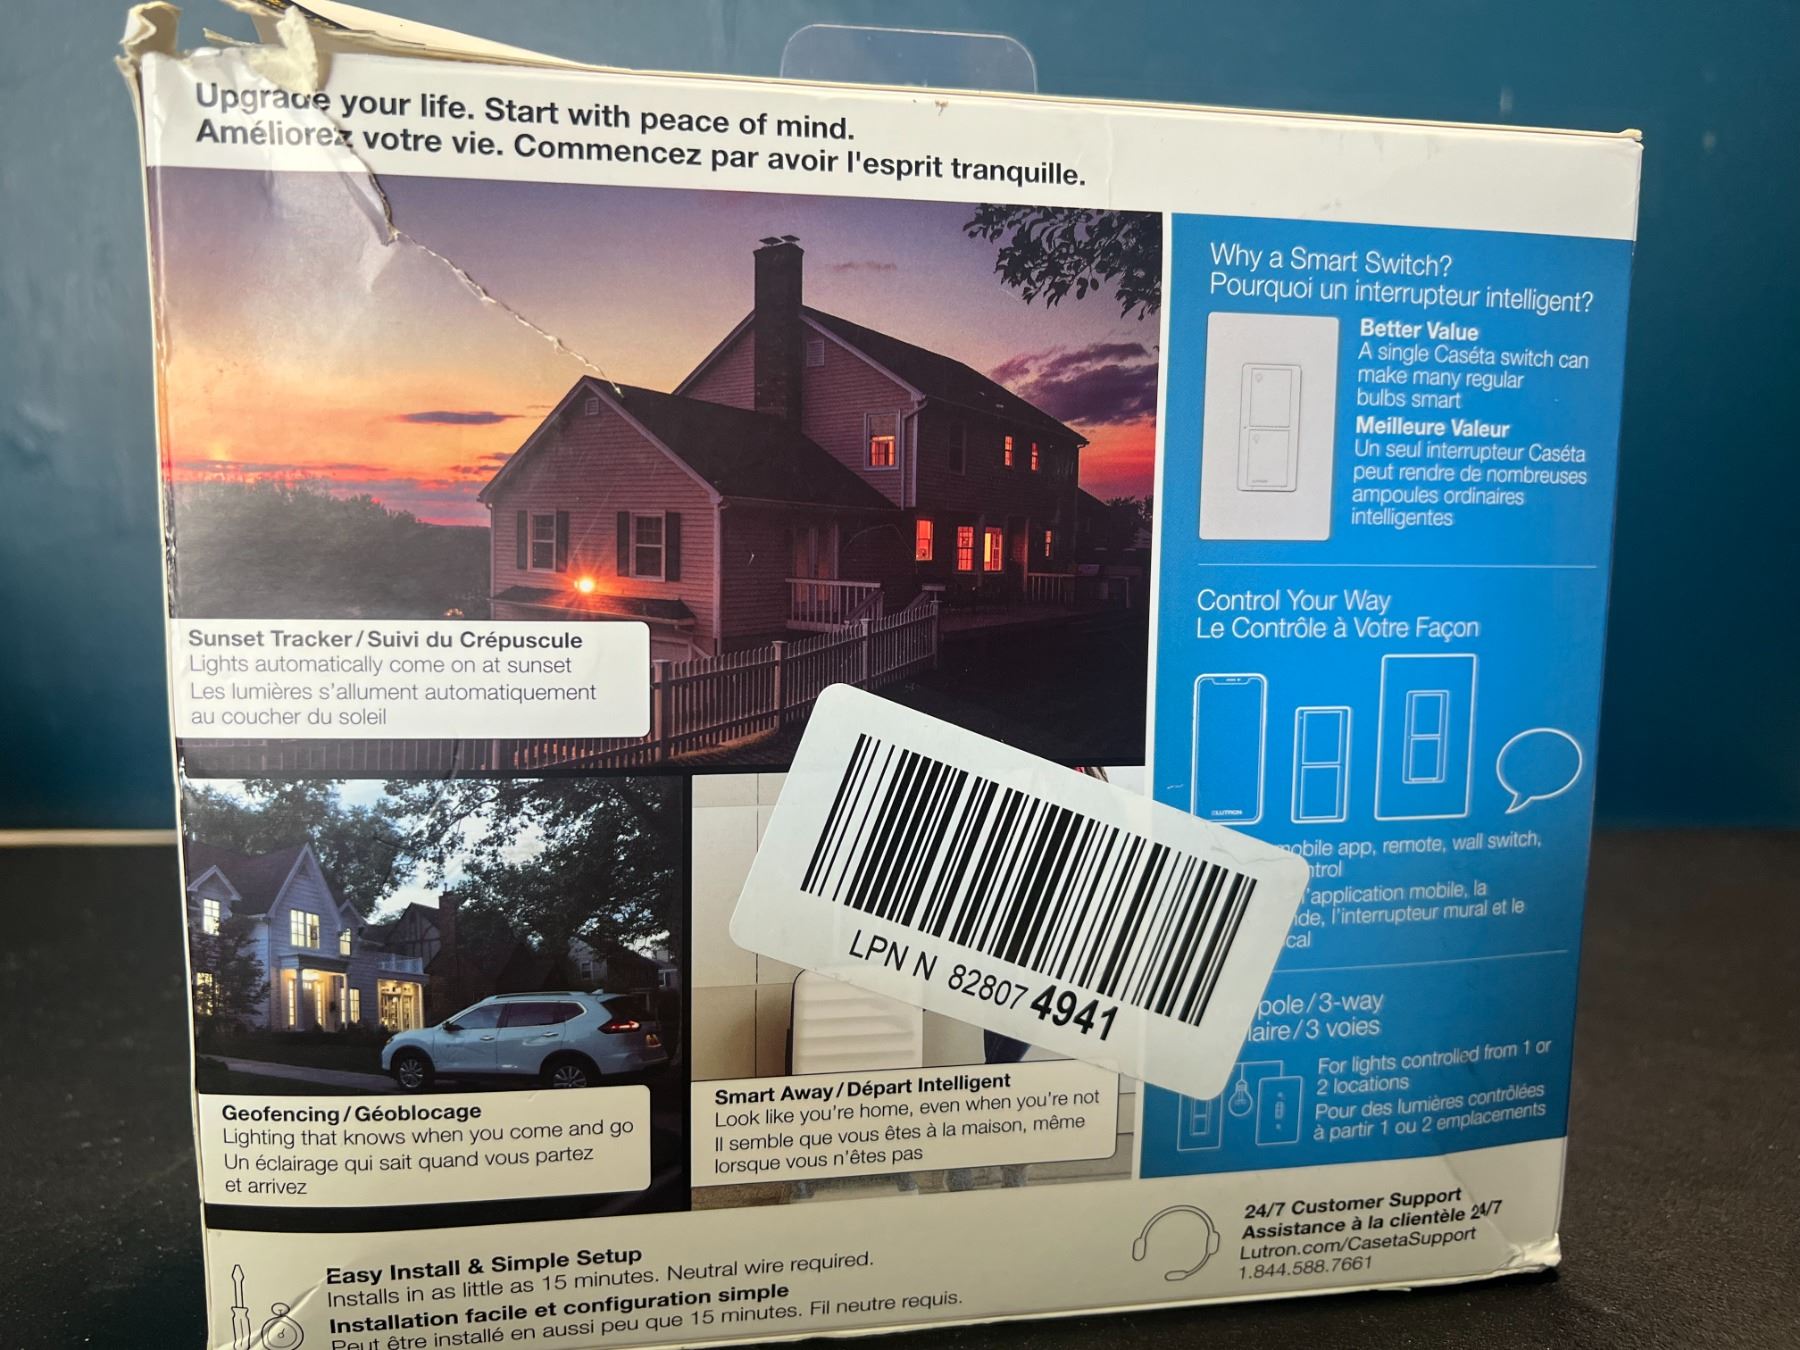 Upgrade your life. Start with peace of mind.
Améliorez votre vie. Commencez par avoir l'esprit tranquille.
Why a Smart Switch?
Pourquoi un interrupteur intelligent?
Better Value
A single Caséta switch can
make many regular
bulbs smart
Meilleure Valeur
Un seul interrupteur Caséta
peut rendre de nombreuses
ampoules ordinaires
intelligentes
Sunset Tracker/Suivi du Crépuscule
Lights automatically come on at sunset
Les lumières s'allument automatiquement
au coucher du soleil
Control Your Way
Le Contrôle à Votre Façon
LUTRON
mobile app, remote, wall switch,
l'application mobile, la
l'interrupteur mural et le
LPN N 828074941
pole/3-way
3 voies
For lights controlled from 1 or
2 locations
Pour des lumières contrôlées
à partir 1 ou 2 emplacements
Geofencing/Géoblocage
Lighting that knows when you come and go
Un éclairage qui sait quand vous partez
et arrivez
Smart Away/Départ Intelligent
Look like you're home, even when you're not
Il semble que vous êtes à la maison, même
lorsque vous n'êtes pas
Easy Install & Simple Setup
Installs in as little as 15 minutes. Neutral wire required.
Installation facile et configuration simple
Peut être installé en aussi peu que 15 minutes. Fil neutre requis.
24/7 Customer Support
Assistance à la clientèle 24/7
Lutron.com/CasetaSupport
1.844.588.7661